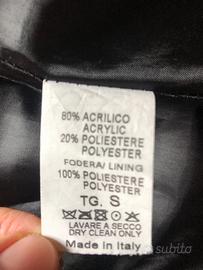 80% ACRILICO
ACRYLIC
20% POLIESTERE
POLYESTER
FODERA/ LINING
100% POLIESTERE
POLYESTER
TG. S
LAVARE A SECCO
DRY CLEAN ONLY
Made in Italy
subito